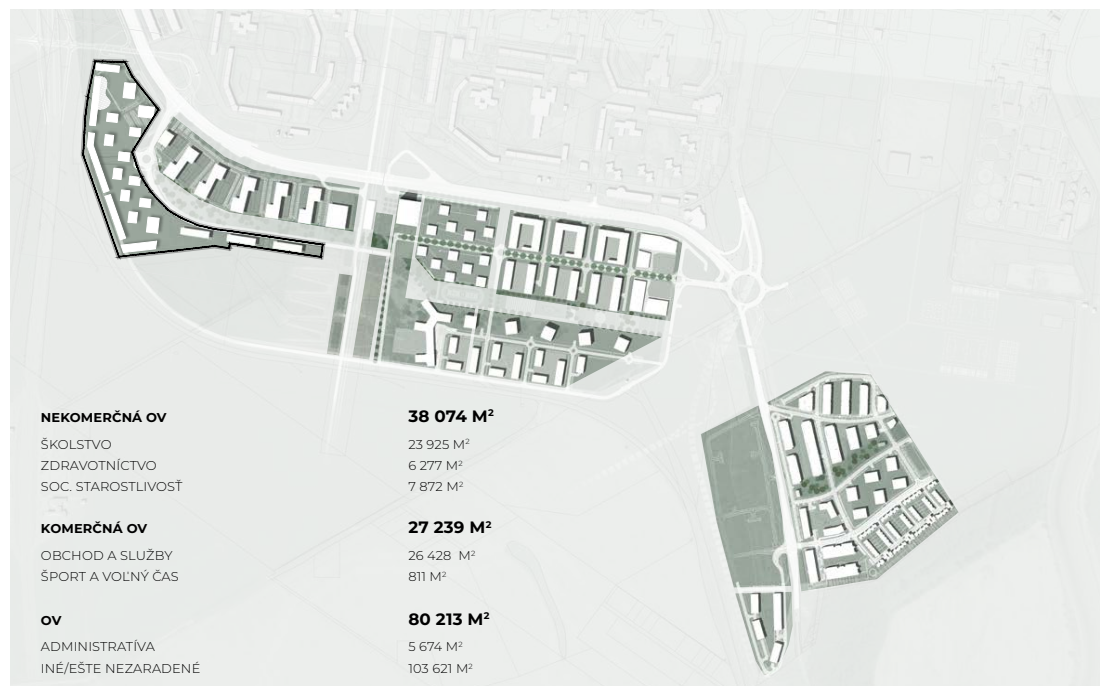 NEKOMERČNÁ OV 38 074 M²
ŠKOLSTVO 23 925 M²
ZDRAVOTNÍCTVO 6 277 M²
SOC. STAROSTLIVOSŤ 7 872 M²
KOMERČNÁ OV 27 239 M²
OBCHOD A SLUŽBY 26 428 M²
ŠPORT A VOĽNÝ ČAS 811 M²
OV 80 213 M²
ADMINISTRATÍVA 5 674 M²
INÉ/EŠTE NEZARADENÉ 103 621 M²